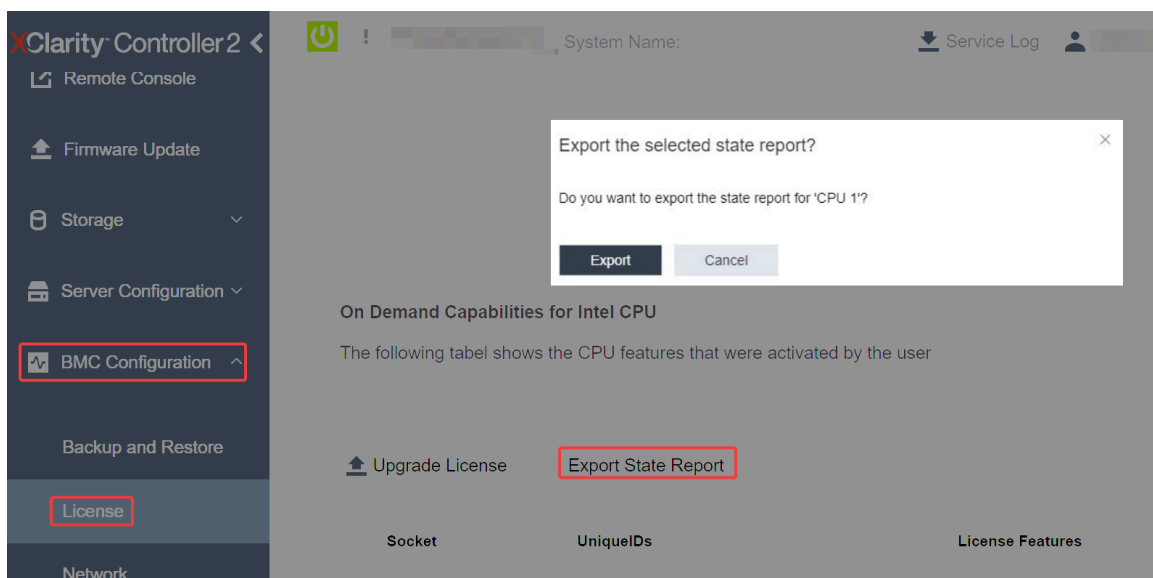 XClarity Controller 2
Remote Console
Firmware Update
Storage
Server Configuration
BMC Configuration
Backup and Restore
License
Network
System Name:
Service Log
Export the selected state report?
Do you want to export the state report for 'CPU 1'?
Export Cancel
On Demand Capabilities for Intel CPU
The following tabel shows the CPU features that were activated by the user
Upgrade License Export State Report
Socket UniqueIDs License Features